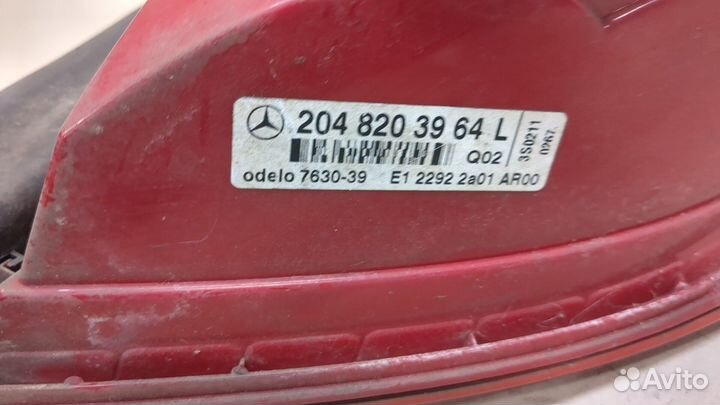 204 820 39 64 L
Q02
odelo 7630-39 E1 2292 2a01 AR00
3S0211
0267
Avito